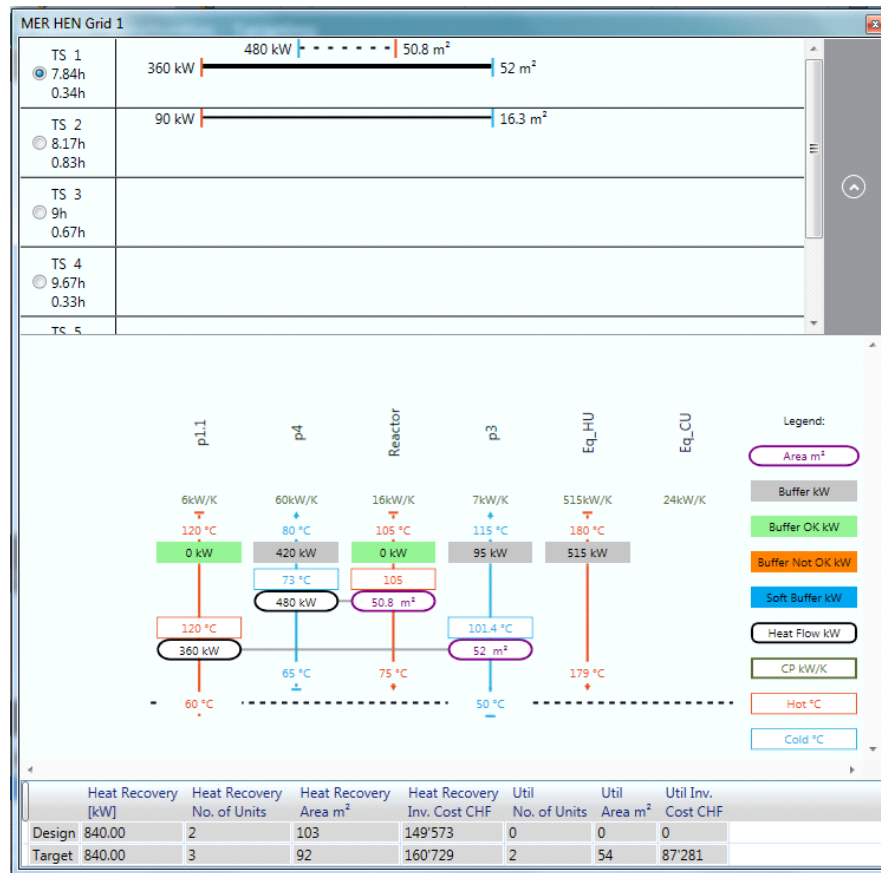 MER HEN Grid 1
TS 1
7.84h
0.34h
480 kW 50.8 m²
360 kW 52 m²
TS 2
8.17h
0.83h
90 kW 16.3 m²
TS 3
9h
0.67h
TS 4
9.67h
0.33h
TS 5
p1.1 p4 Reactor p3 Eq_HU Eq_CU
6kW/K 60kW/K 16kW/K 7kW/K 515kW/K 24kW/K
120 °C 80 °C 105 °C 115 °C 180 °C
0 kW 420 kW 0 kW 95 kW 515 kW
73 °C 105
480 kW 50.8 m²
120 °C 101.4 °C
360 kW 52 m²
65 °C 75 °C 179 °C
60 °C 50 °C
Legend:
Area m²
Buffer kW
Buffer OK kW
Buffer Not OK kW
Soft Buffer kW
Heat Flow kW
CP kW/K
Hot °C
Cold °C
Heat Recovery Heat Recovery Heat Recovery Heat Recovery Util Util Util Inv.
[kW] No. of Units Area m² Inv. Cost CHF No. of Units Area m² Cost CHF
Design 840.00 2 103 149'573 0 0 0
Target 840.00 3 92 160'729 2 54 87'281